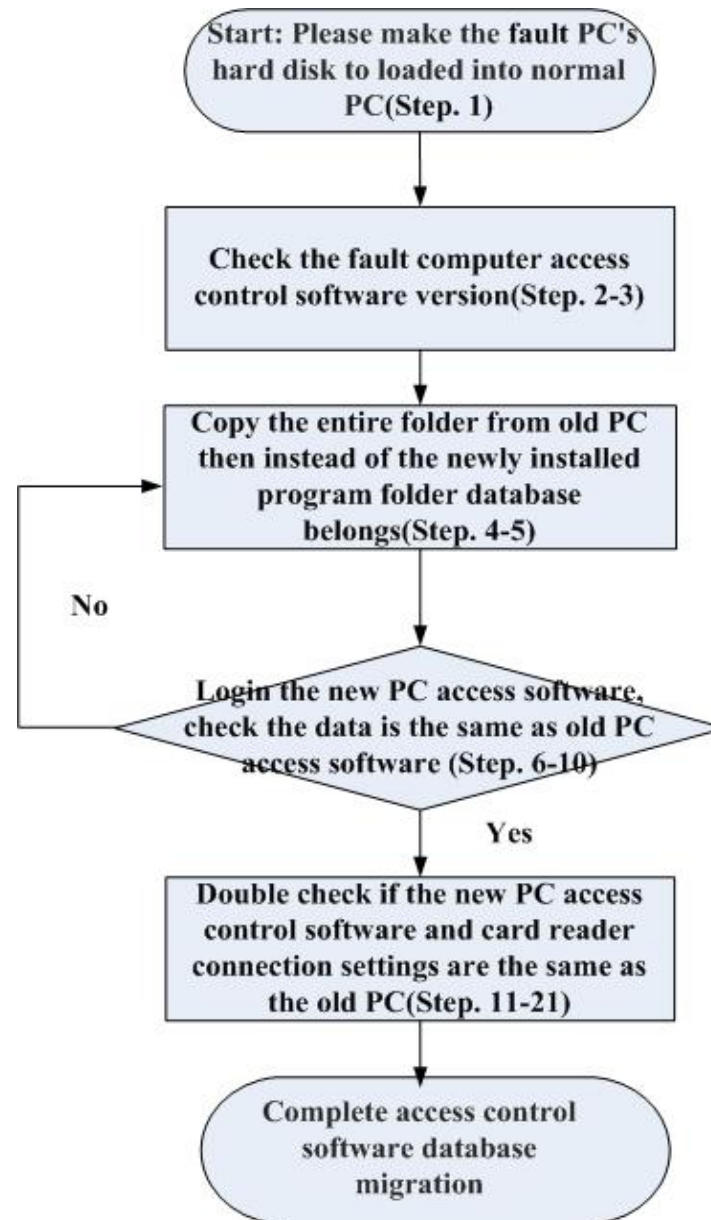 Start: Please make the fault PC's
hard disk to loaded into normal
PC(Step. 1)
Check the fault computer access
control software version(Step. 2-3)
Copy the entire folder from old PC
then instead of the newly installed
program folder database
belongs(Step. 4-5)
No
Login the new PC access software,
check the data is the same as old PC
access software (Step. 6-10)
Yes
Double check if the new PC access
control software and card reader
connection settings are the same as
the old PC(Step. 11-21)
Complete access control
software database
migration